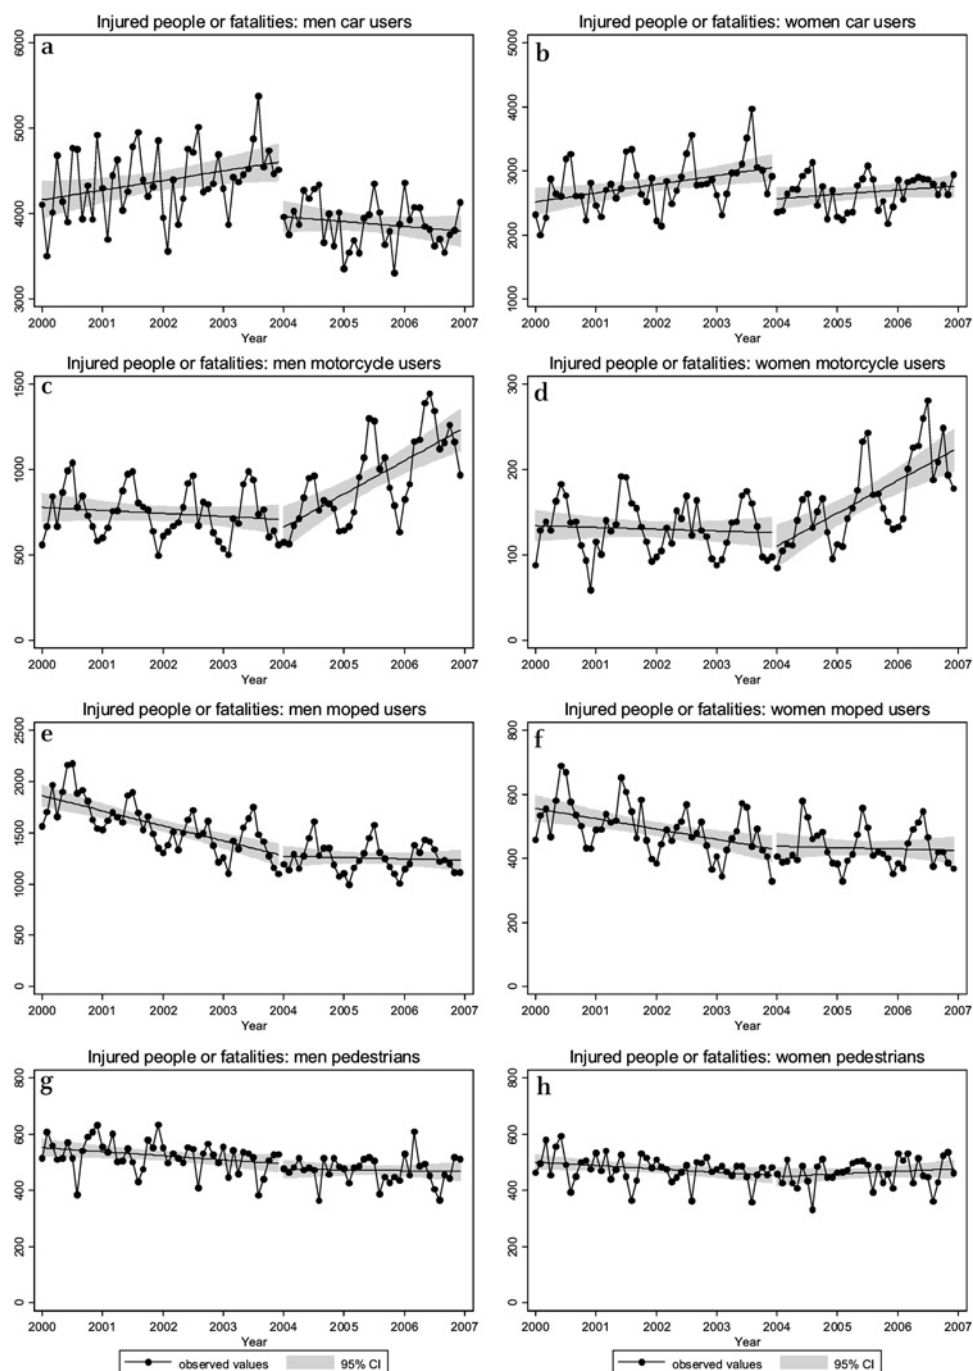 Injured people or fatalities: men car users
Injured people or fatalities: women car users
a
b
6000
5000
4000
3000
5000
4000
3000
2000
1000
2000 2001 2002 2003 2004 2005 2006 2007
2000 2001 2002 2003 2004 2005 2006 2007
Year
Year
Injured people or fatalities: men motorcycle users
Injured people or fatalities: women motorcycle users
c
d
1500
1000
500
0
300
200
100
0
2000 2001 2002 2003 2004 2005 2006 2007
2000 2001 2002 2003 2004 2005 2006 2007
Year
Year
Injured people or fatalities: men moped users
Injured people or fatalities: women moped users
e
f
2500
2000
1500
1000
500
0
800
600
400
200
0
2000 2001 2002 2003 2004 2005 2006 2007
2000 2001 2002 2003 2004 2005 2006 2007
Year
Year
Injured people or fatalities: men pedestrians
Injured people or fatalities: women pedestrians
g
h
800
600
400
200
0
800
600
400
200
0
2000 2001 2002 2003 2004 2005 2006 2007
2000 2001 2002 2003 2004 2005 2006 2007
Year
Year
observed values 95% CI
observed values 95% CI